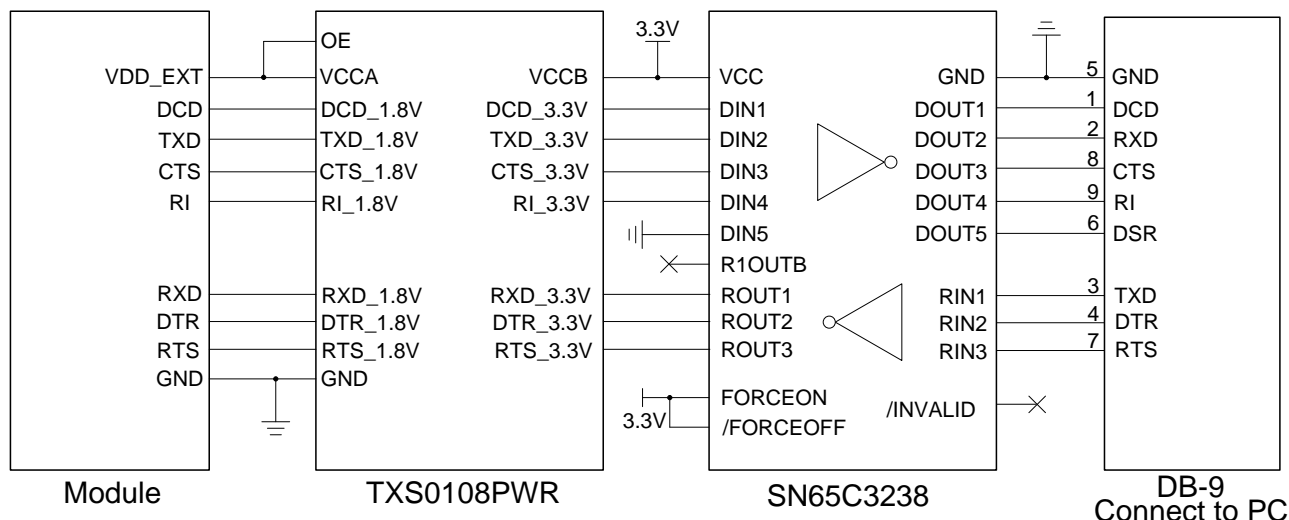 3.3V
OE
VDD_EXT VCCA VCCB VCC GND 5 GND
DCD DCD_1.8V DCD_3.3V DIN1 DOUT1 1 DCD
TXD TXD_1.8V TXD_3.3V DIN2 DOUT2 2 RXD
CTS CTS_1.8V CTS_3.3V DIN3 DOUT3 8 CTS
RI RI_1.8V RI_3.3V DIN4 DOUT4 9 RI
DIN5 DOUT5 6 DSR
R1OUTB
RXD RXD_1.8V RXD_3.3V ROUT1 RIN1 3 TXD
DTR DTR_1.8V DTR_3.3V ROUT2 RIN2 4 DTR
RTS RTS_1.8V RTS_3.3V ROUT3 RIN3 7 RTS
GND GND
FORCEON /INVALID
3.3V /FORCEOFF
Module TXS0108PWR SN65C3238 DB-9
Connect to PC